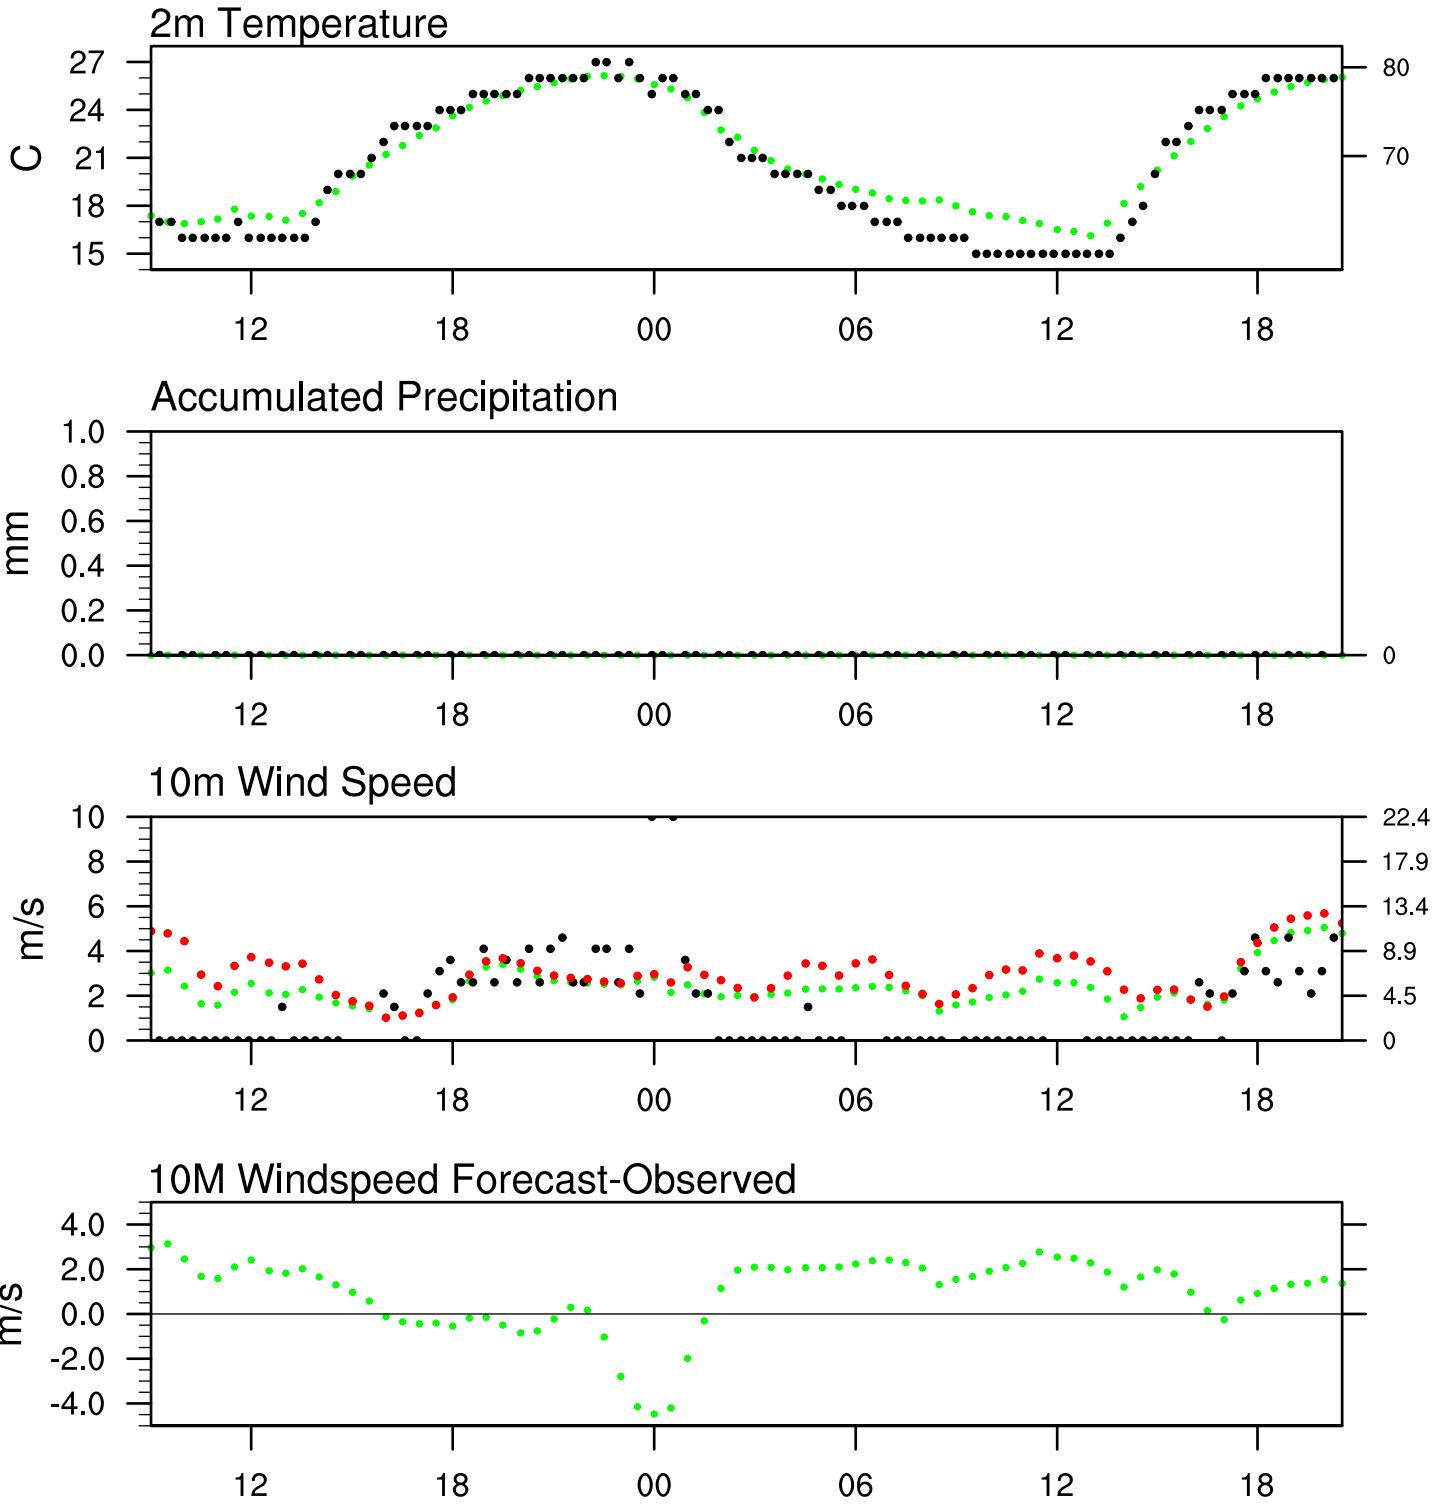 2m Temperature
27
24
21
18
15
C
80
70
12 18 00 06 12 18
Accumulated Precipitation
1.0
0.8
0.6
0.4
0.2
0.0
mm
0
12 18 00 06 12 18
10m Wind Speed
10
8
6
4
2
0
m/s
22.4
17.9
13.4
8.9
4.5
0
12 18 00 06 12 18
10M Windspeed Forecast-Observed
4.0
2.0
0.0
-2.0
-4.0
m/s
12 18 00 06 12 18